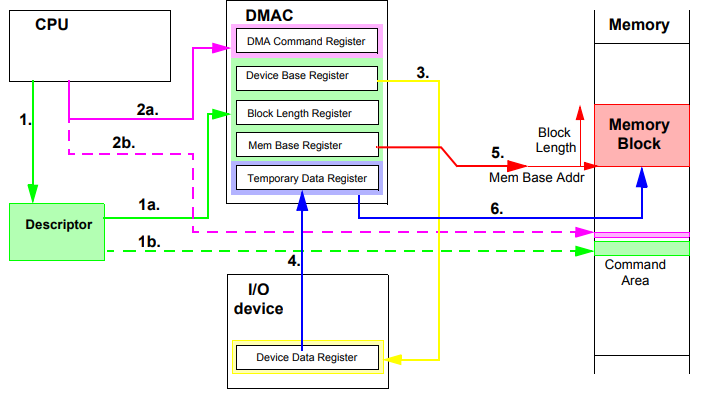 CPU
DMAC
Memory
DMA Command Register
Device Base Register
3.
1.
2a.
Block Length Register
2b.
Mem Base Register
5.
Block
Length
Memory
Block
Mem Base Addr
Temporary Data Register
1a.
6.
Descriptor
1b.
4.
Command
Area
I/O
device
Device Data Register